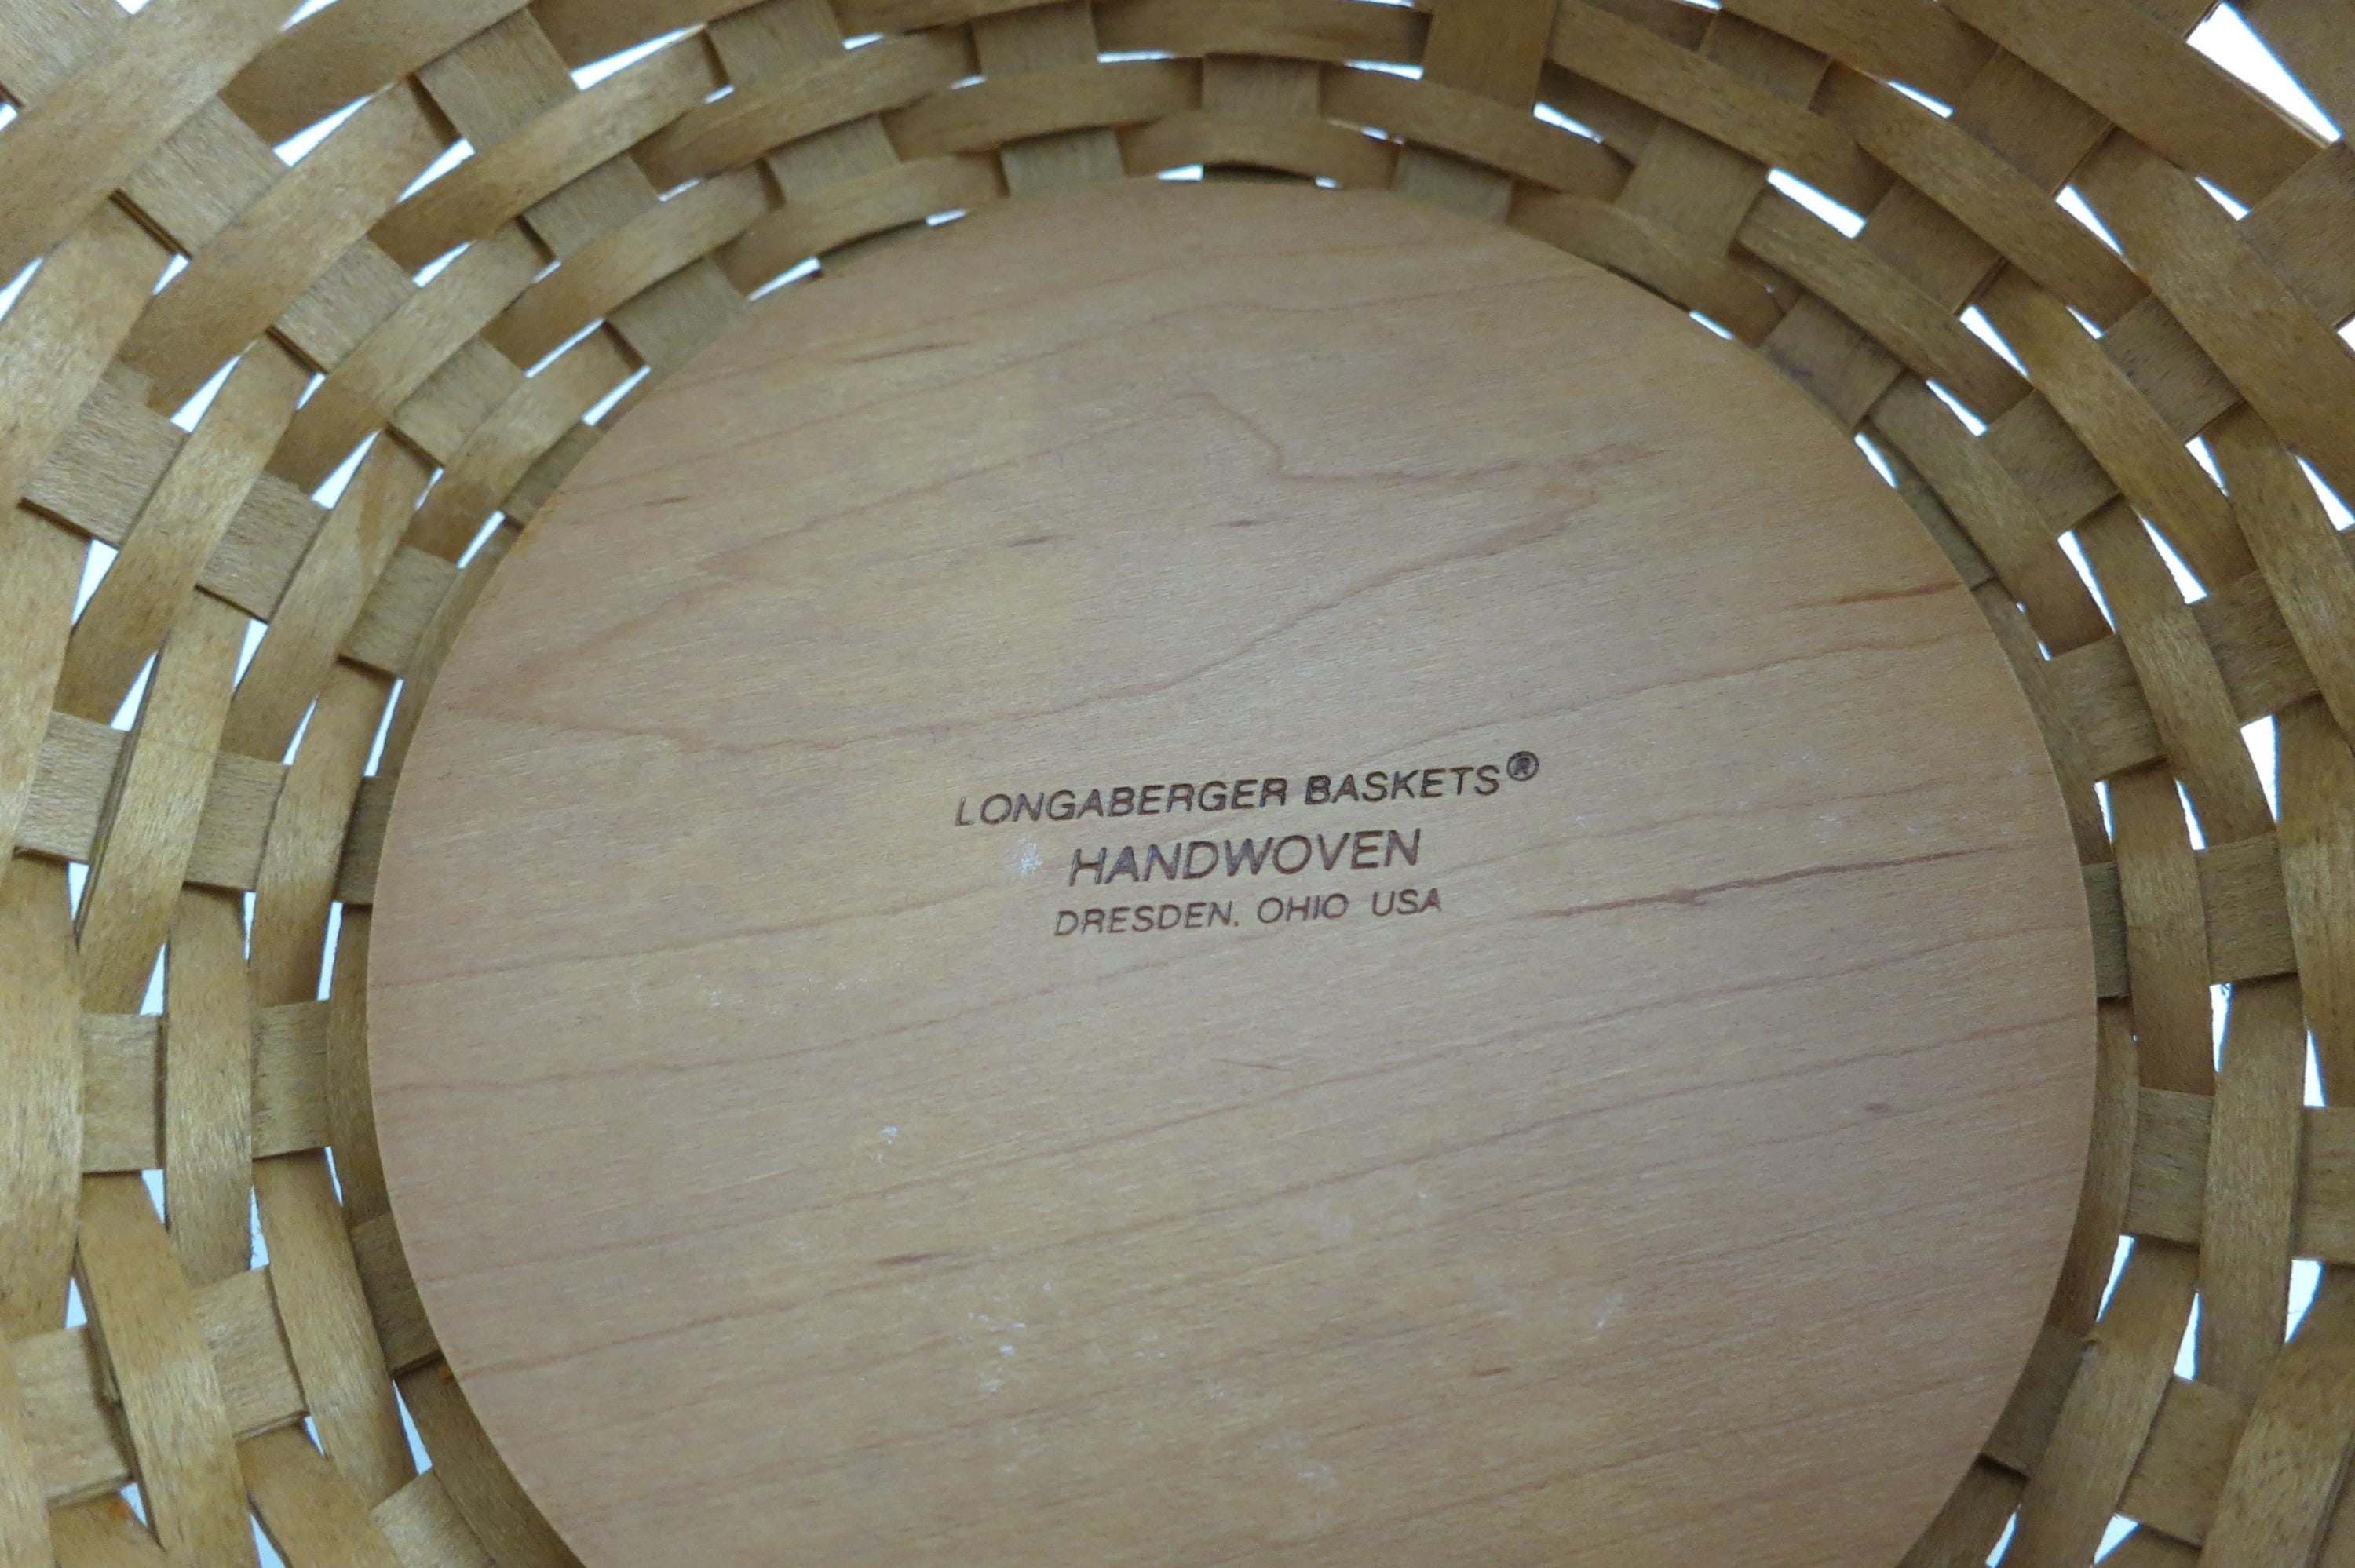 LONGABERGER BASKETS®
HANDWOVEN
DRESDEN, OHIO USA